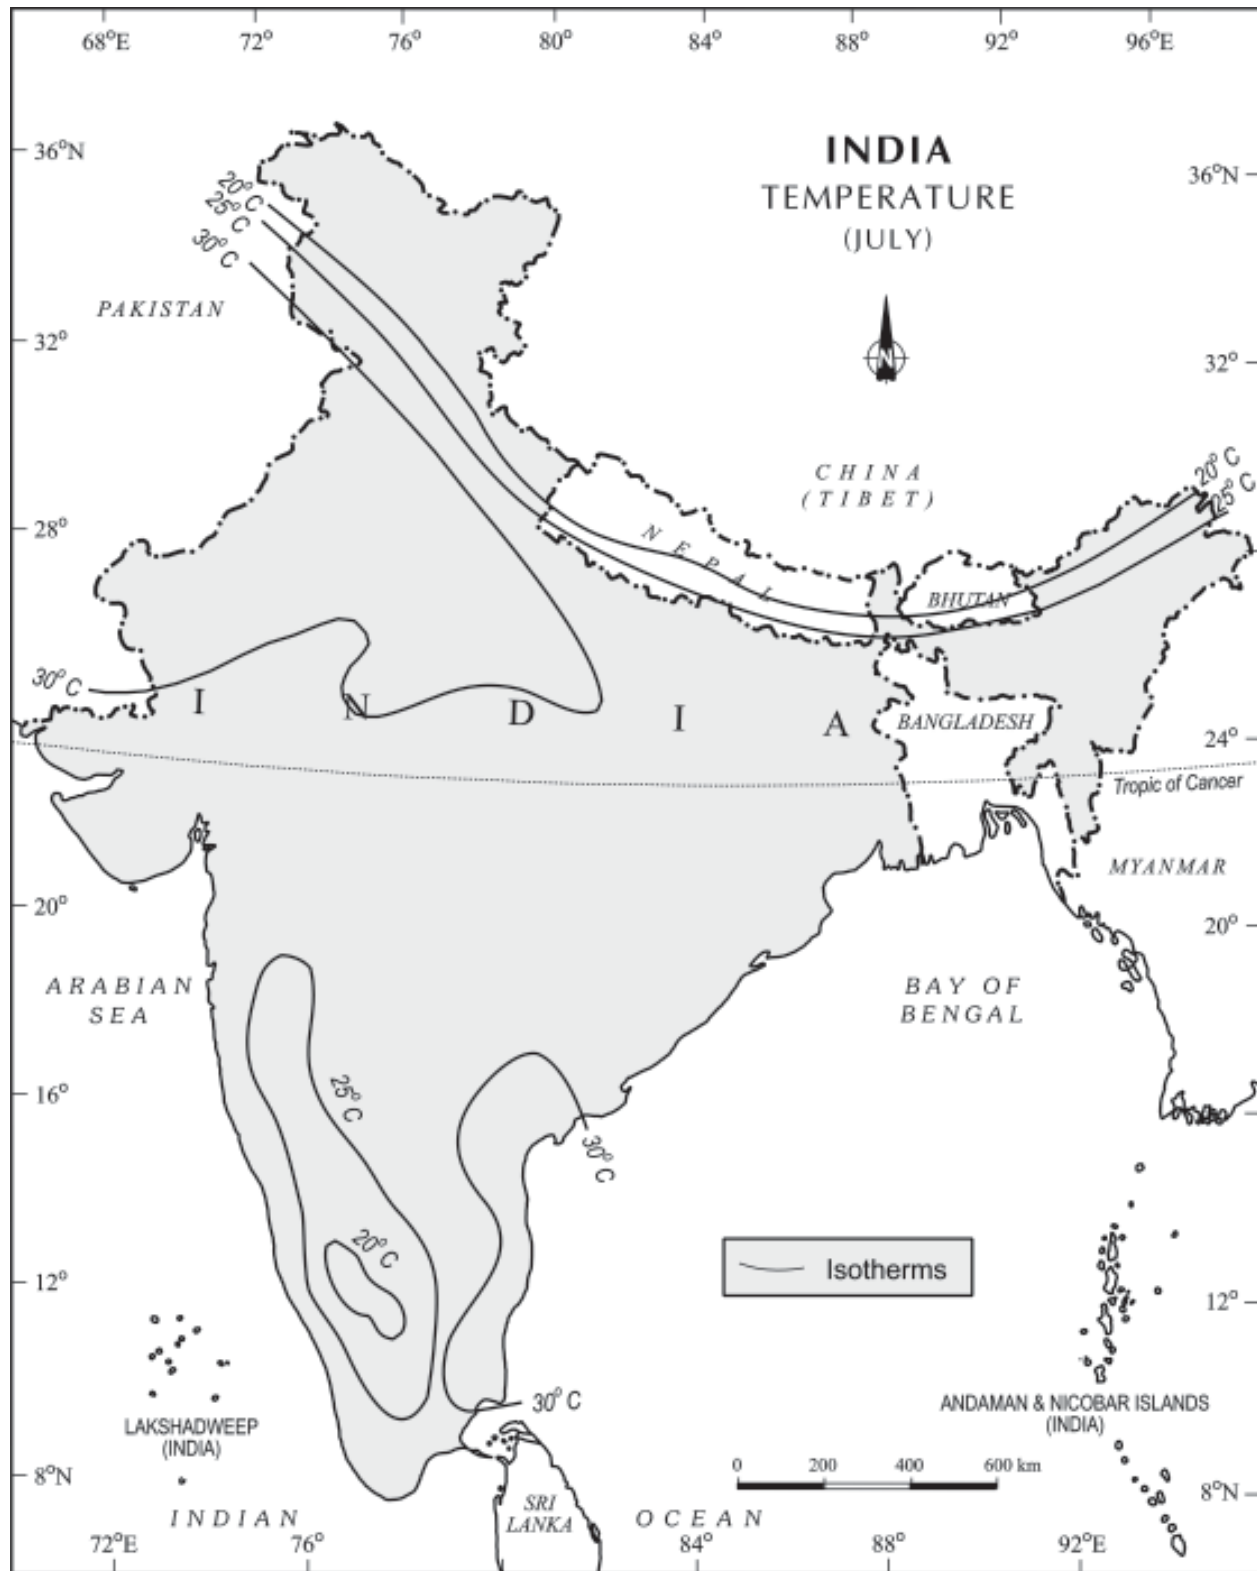 68°E 72° 76° 80° 84° 88° 92° 96°E
36°N
INDIA
36°N
TEMPERATURE
(JULY)
20°C
25°C
30°C
PAKISTAN
32°
32°
CHINA
(TIBET)
20°C
25°C
28°
NEPAL
BHUTAN
30°C
I N D I A
BANGLADESH
24°
Tropic of Cancer
MYANMAR
20°
20°
ARABIAN
SEA
BAY OF
BENGAL
25°C
16°
30°C
20°C
Isotherms
12°
12°
30°C
LAKSHADWEEP
(INDIA)
ANDAMAN & NICOBAR ISLANDS
(INDIA)
0 200 400 600 km
8°N
8°N
SRI
LANKA
INDIAN OCEAN
72°E 76° 84° 88° 92°E